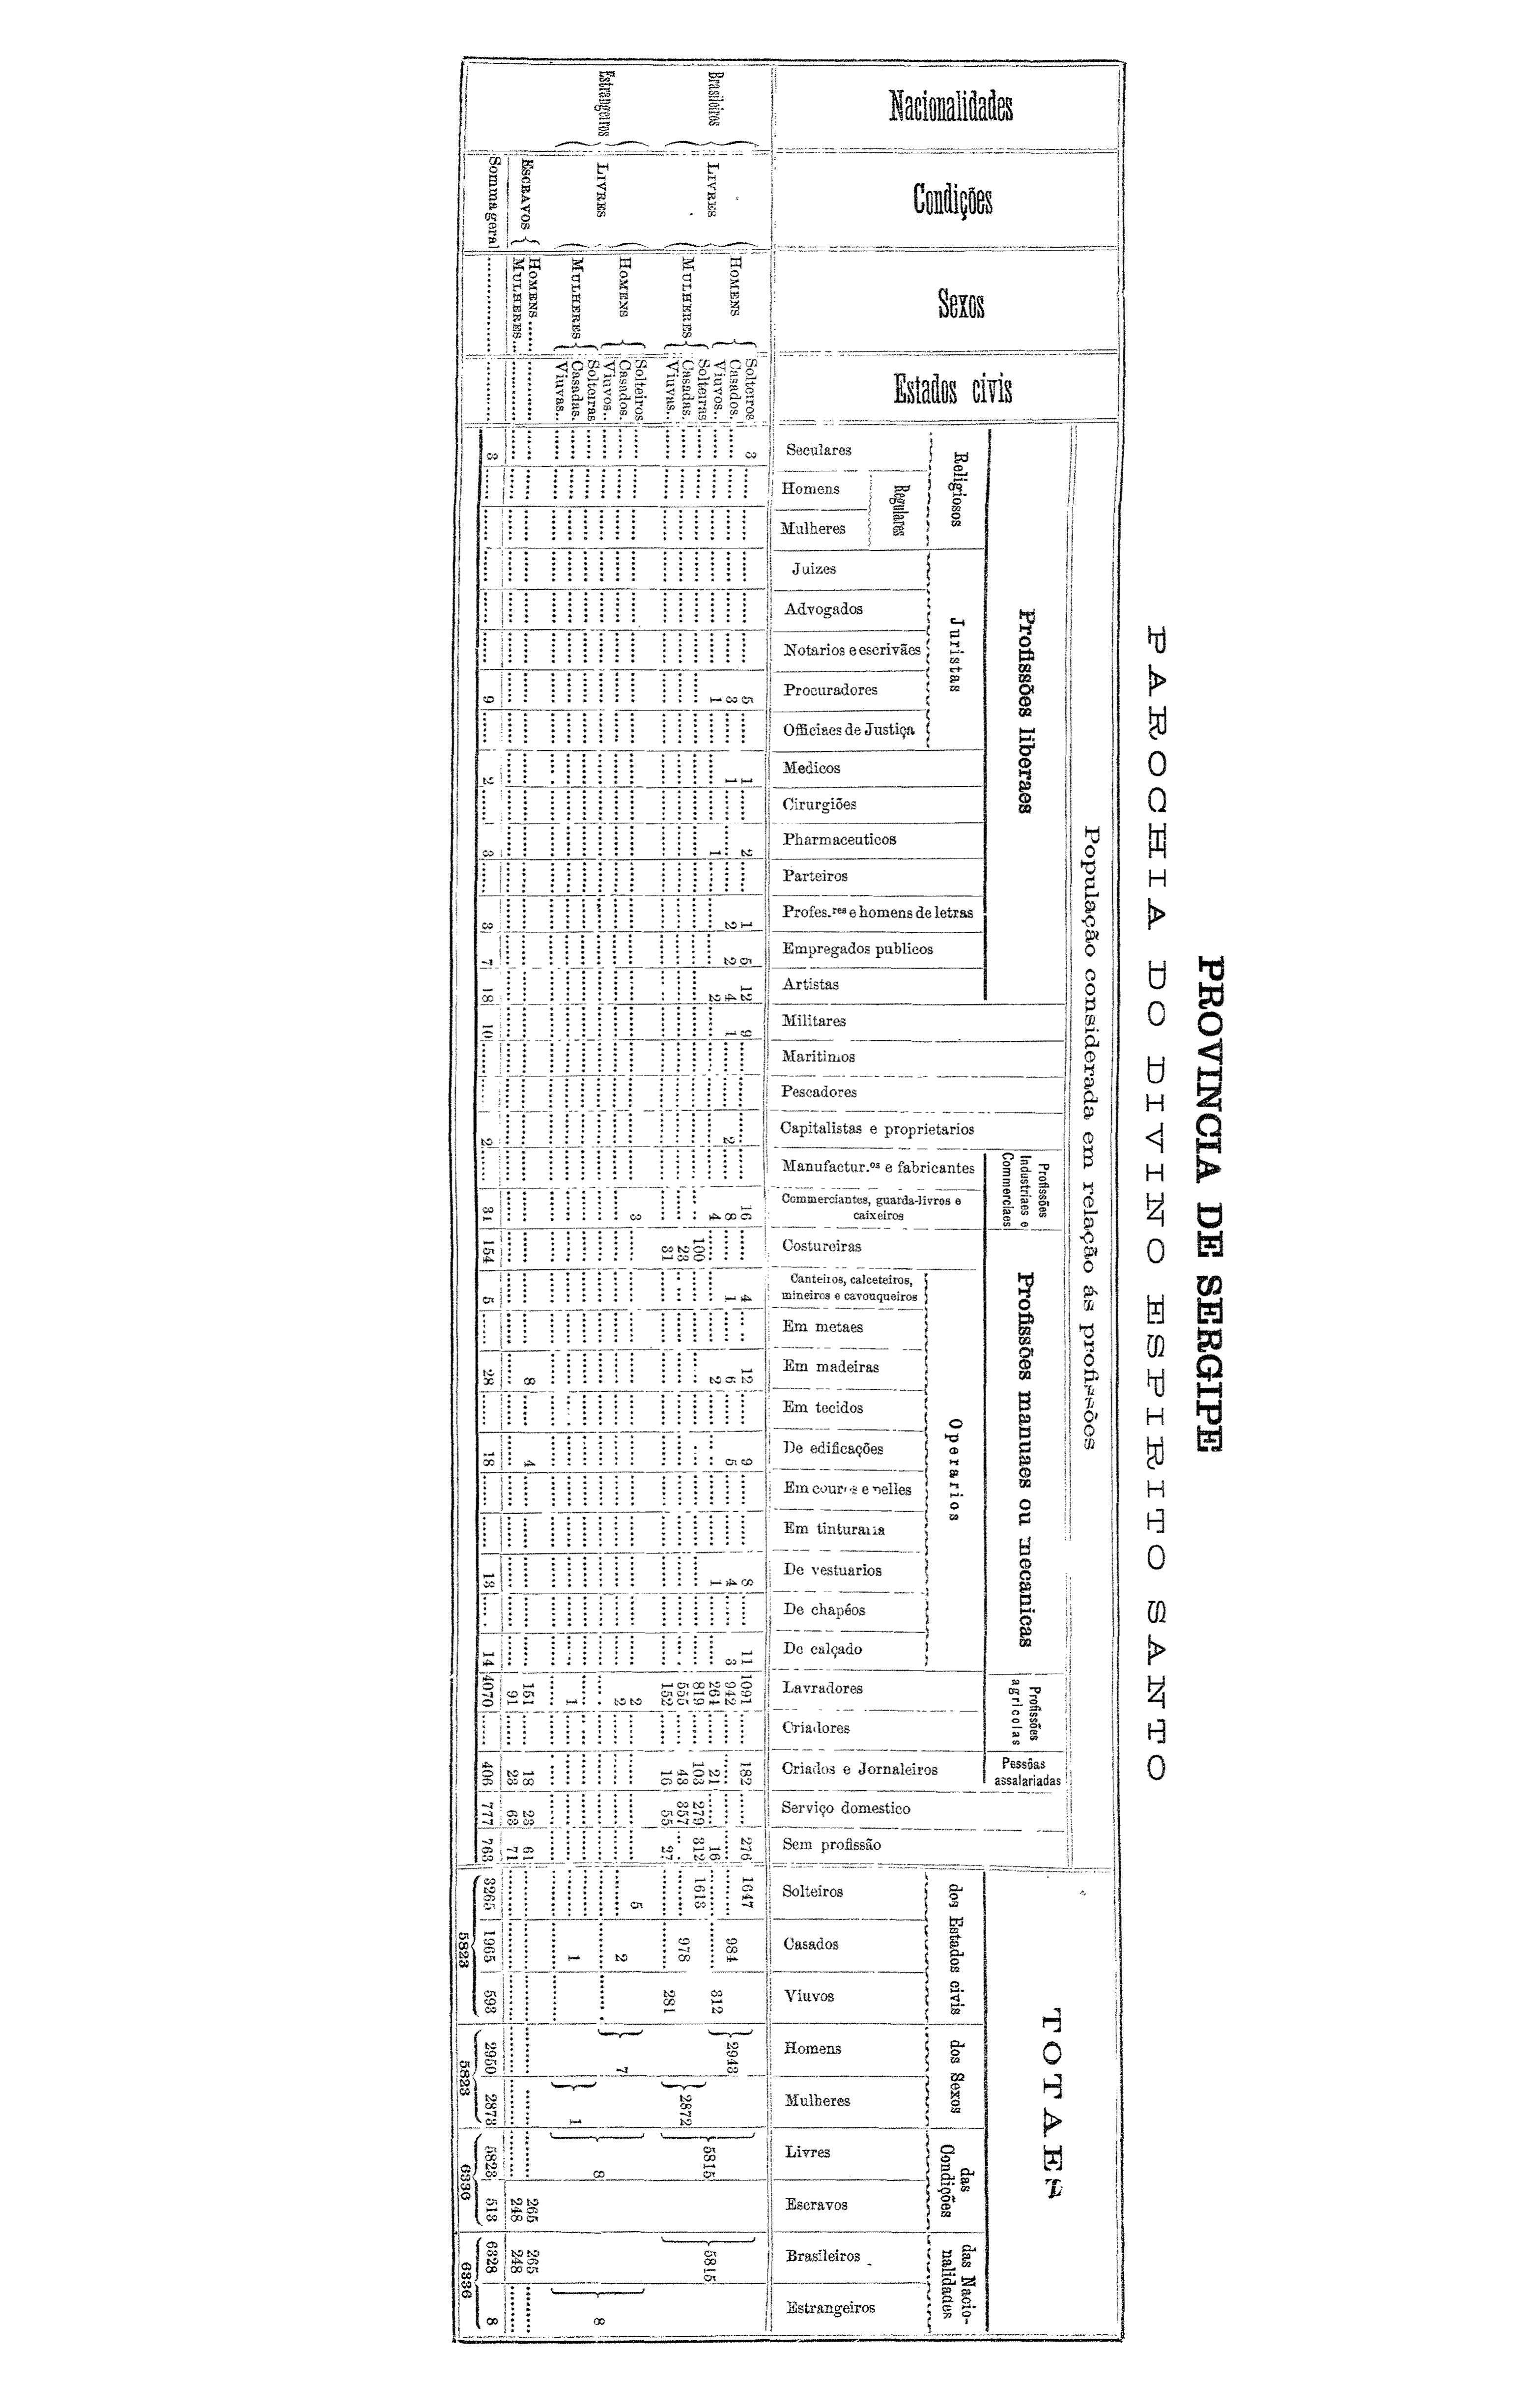 PROVINCIA DE SERGIPE
PAROCHIA DO DIVINO ESPIRITO SANTO
Nacionalidades
Condições
Sexos
Estados civis
População considerada em relação ás profissões
Profissões liberaes
Religiosos
Seculares
Regulares
Homens
Mulheres
Juristas
Juizes
Advogados
Notarios e escrivães
Procuradores
Officiaes de Justiça
Medicos
Cirurgiões
Pharmaceuticos
Parteiros
Profes.res e homens de letras
Empregados publicos
Artistas
Militares
Maritimos
Pescadores
Capitalistas e proprietarios
Profissões Industriaes e Commerciaes
Manufactur.os e fabricantes
Commerciantes, guarda-livros e caixeiros
Profissões manuaes ou mecanicas
Costureiras
Operarios
Canteiros, calceteiros, mineiros e cavouqueiros
Em metaes
Em madeiras
Em tecidos
De edificações
Em couros e pelles
Em tinturaria
De vestuarios
De chapéos
De calçado
Profissões agricolas
Lavradores
Criadores
Pessôas assalariadas
Criados e Jornaleiros
Serviço domestico
Sem profissão
TOTAES
dos Estados civis
Solteiros
Casados
Viuvos
dos Sexos
Homens
Mulheres
das Condições
Livres
Escravos
das Nacionalidades
Brasileiros
Estrangeiros
Brasileiros LIVRES HOMENS Solteiros 3 5 1 2 1 5 12 9 16 4 12 9 8 11 1091 182 276 1647
Casados. 3 1 2 2 4 1 2 8 1 6 5 4 3 942 984
Viuvos.. 1 1 2 4 2 1 261 21 16 312
2943
MULHERES Solteiras 100 819 103 279 312 1613
Casadas. 23 555 48 357 978
Viuvas.. 31 152 16 55 27 281
2872
5815
5815
Estrangeiros LIVRES HOMENS Solteiros 3 2 5
Casados. 2 2
Viuvos..
7
MULHERES Solteiras
Casadas. 1 1
Viuvas..
1
8
8
ESCRAVOS HOMENS 8 4 151 18 23 61 265 265
MULHERES 91 23 63 71 248 248
Somma geral 3 9 2 3 3 7 18 10 2 31 154 5 28 18 13 14 4070 406 777 763 3265 1965 593 2950 2873 5823 513 6328 8
5823 5823 6336 6336